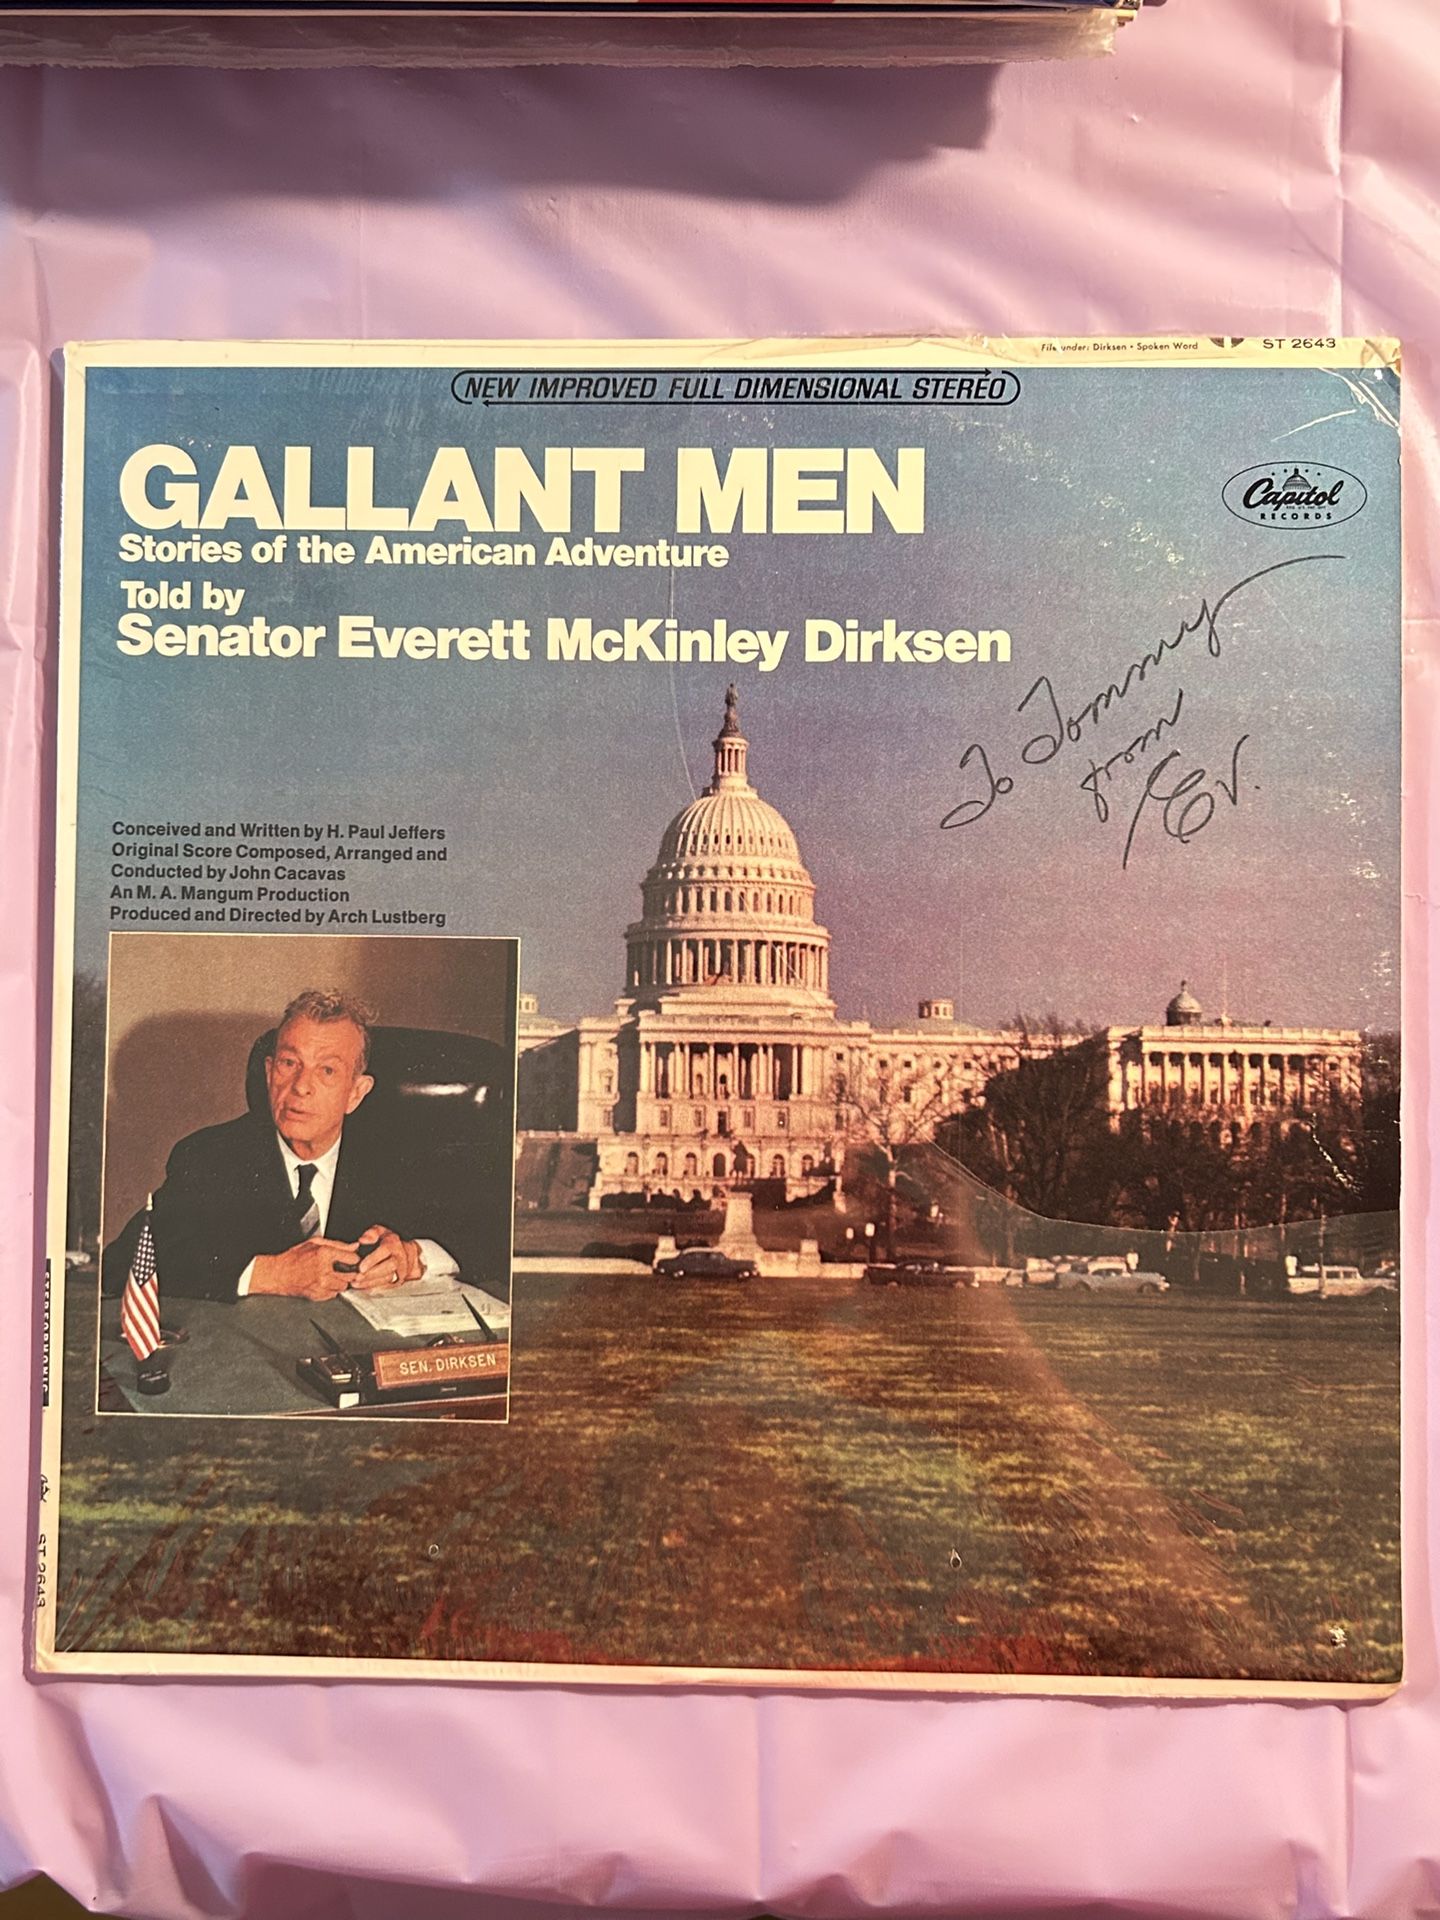 File under: Dirksen • Spoken Word ST 2643
NEW IMPROVED FULL DIMENSIONAL STEREO
GALLANT MEN
Stories of the American Adventure
Told by
Senator Everett McKinley Dirksen
Capitol
RECORDS
To Tommy
from
Ev.
Conceived and Written by H. Paul Jeffers
Original Score Composed, Arranged and
Conducted by John Cacavas
An M. A. Mangum Production
Produced and Directed by Arch Lustberg
SEN. DIRKSEN
STEREOPHONIC
ST 2643